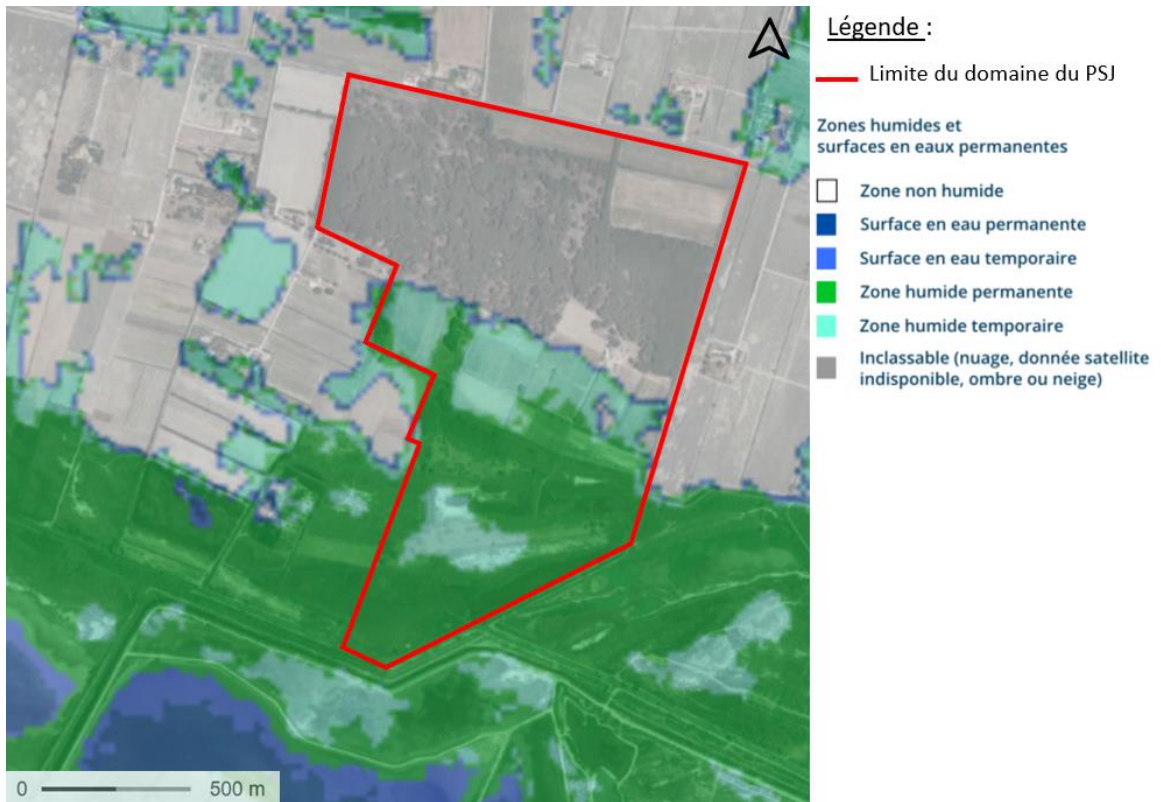 Légende :
Limite du domaine du PSJ
Zones humides et
surfaces en eaux permanentes
Zone non humide
Surface en eau permanente
Surface en eau temporaire
Zone humide permanente
Zone humide temporaire
Inclassable (nuage, donnée satellite
indisponible, ombre ou neige)
0 500 m